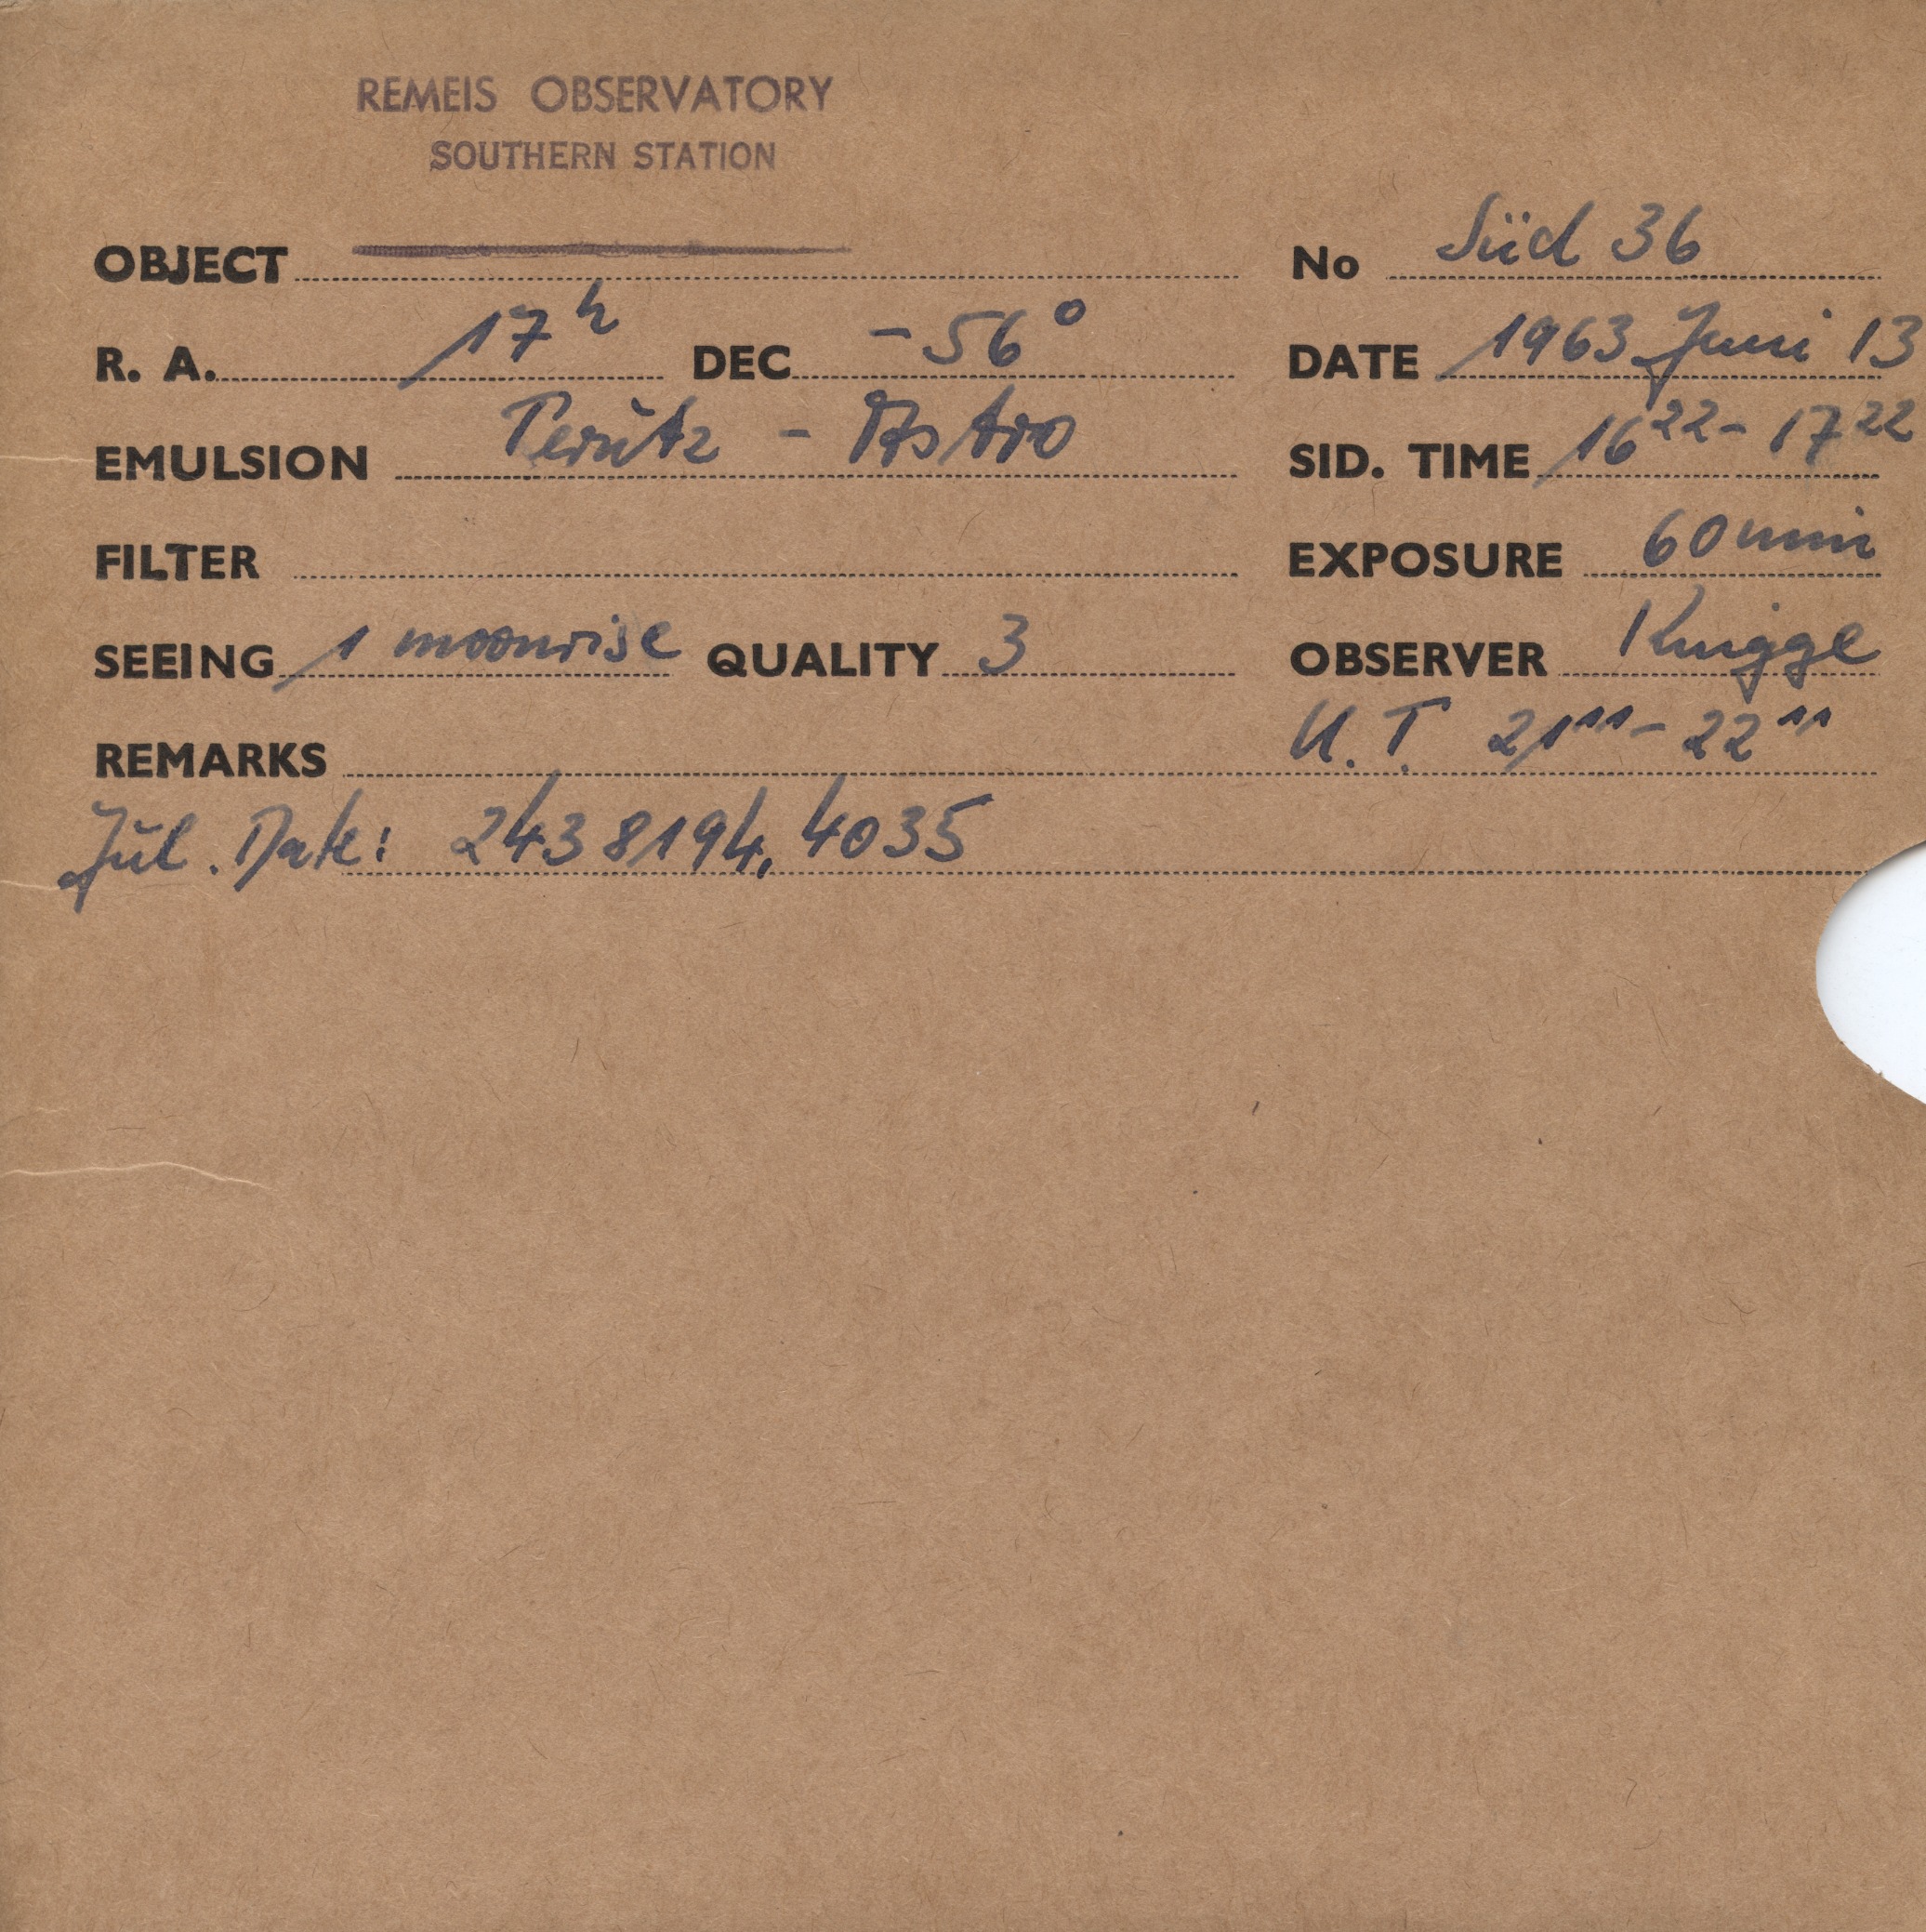 REMEIS OBSERVATORY
SOUTHERN STATION
OBJECT No Süd 36
R. A. 17h DEC -56° DATE 1963 Juni 13
EMULSION Perutz - Astro SID. TIME 16 22 - 17 22
FILTER EXPOSURE 60 min
SEEING 1 moonrise QUALITY 3 OBSERVER Knigge
REMARKS U.T. 21 11 - 22 11
Jul. Date: 2438194,4035